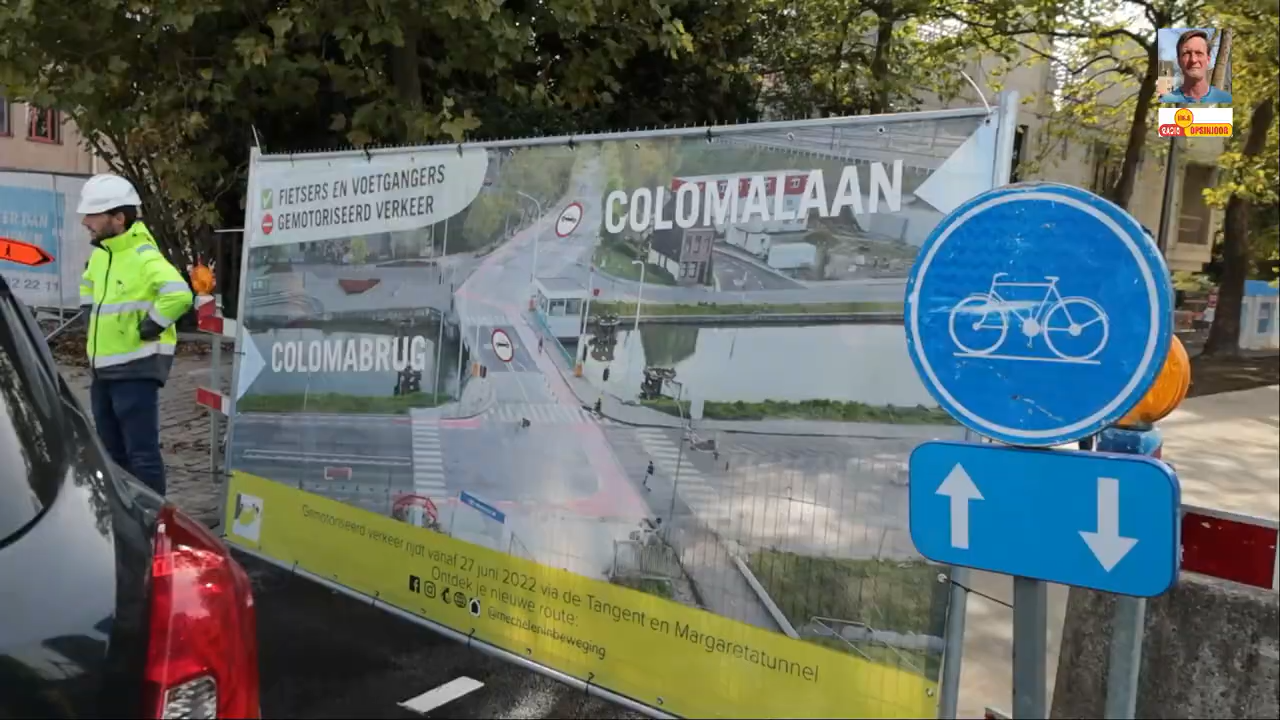 FIETSERS EN VOETGANGERS
GEMOTORISEERD VERKEER
COLOMALAAN
COLOMABRUG
Gemotoriseerd verkeer rijdt vanaf 27 juni 2022 via de Tangent en Margaretatunnel
Ontdek je nieuwe route:
@mecheleninbeweging
RADIO
OPSINJOOR